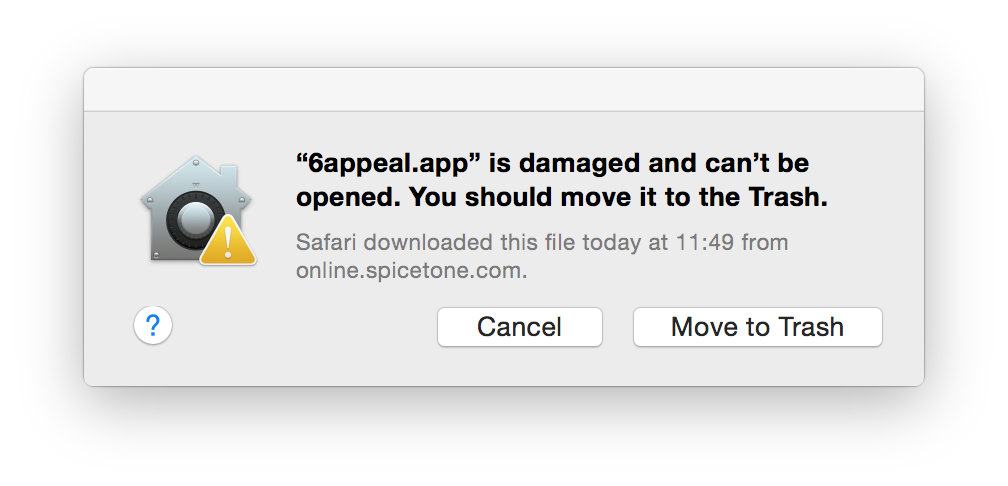 “6appeal.app” is damaged and can’t be
opened. You should move it to the Trash.
Safari downloaded this file today at 11:49 from
online.spicetone.com.
?
Cancel
Move to Trash